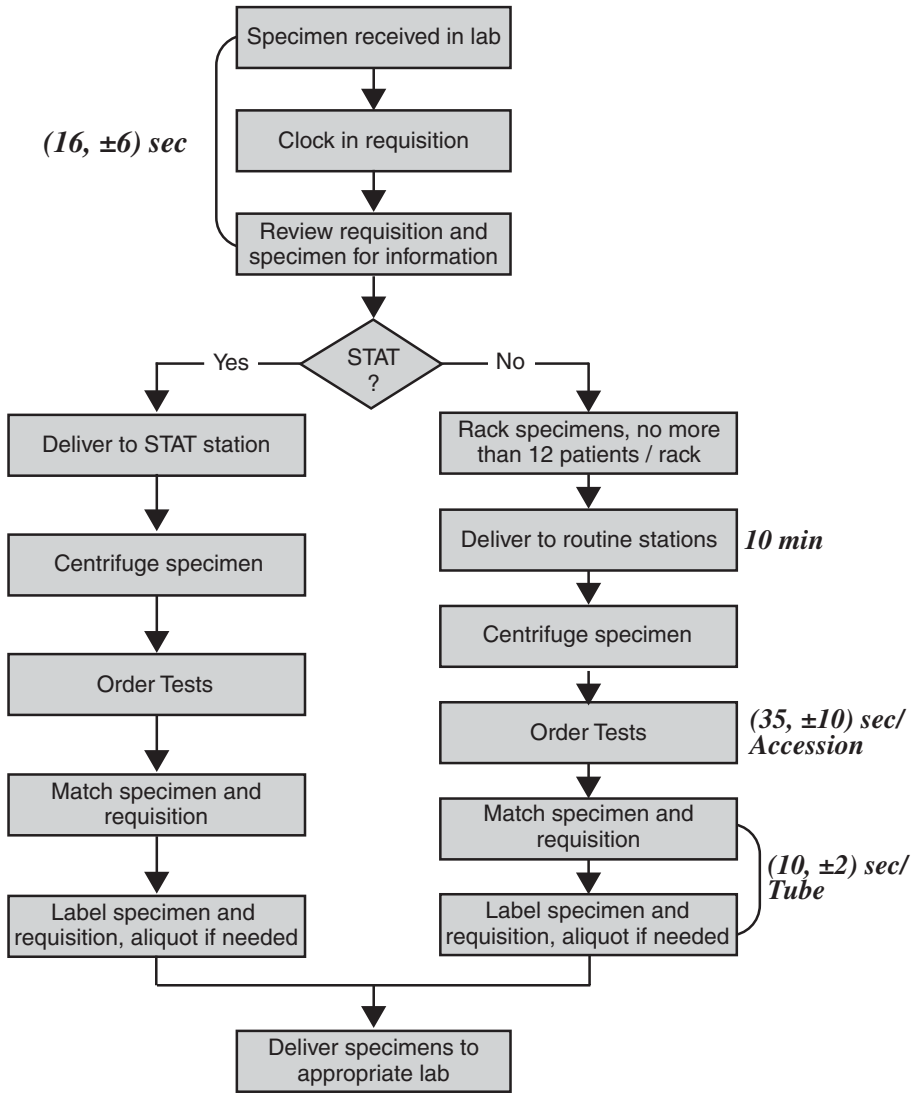 Specimen received in lab
(16, ±6) sec
Clock in requisition
Review requisition and
specimen for information
STAT
?
Yes
No
Deliver to STAT station
Centrifuge specimen
Order Tests
Match specimen and
requisition
Label specimen and
requisition, aliquot if needed
Rack specimens, no more
than 12 patients / rack
Deliver to routine stations
10 min
Centrifuge specimen
Order Tests
(35, ±10) sec/
Accession
Match specimen and
requisition
(10, ±2) sec/
Tube
Label specimen and
requisition, aliquot if needed
Deliver specimens to
appropriate lab